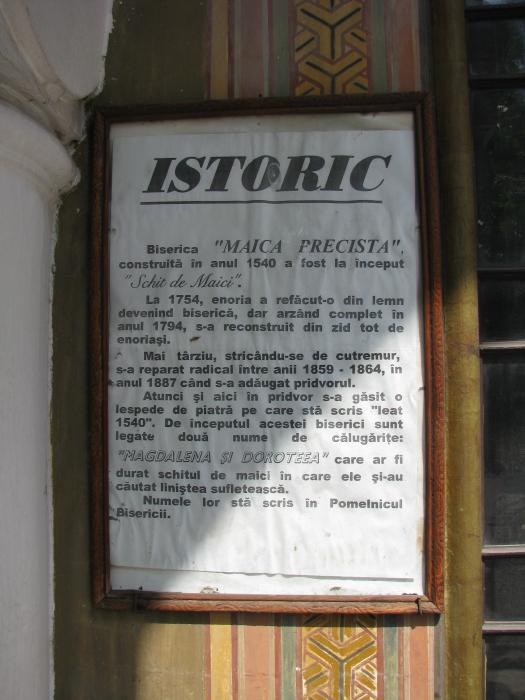 ISTORIC
Biserica "MAICA PRECISTA",
construită în anul 1540 a fost la început
"Schit de Maici".
La 1754, enoria a refăcut-o din lemn
devenind biserică, dar arzând complet în
anul 1794, s-a reconstruit din zid tot de
enoriaşi.
Mai târziu, stricându-se de cutremur,
s-a reparat radical între anii 1859 - 1864, în
anul 1887 când s-a adăugat pridvorul.
Atunci şi aici în pridvor s-a găsit o
lespede de piatră pe care stă scris "leat
1540". De începutul acestei biserici sunt
legate două nume de călugăriţe:
"MAGDALENA ŞI DOROTEEA" care ar fi
durat schitul de maici în care ele şi-au
căutat liniştea sufletească.
Numele lor stă scris în Pomelnicul
Bisericii.